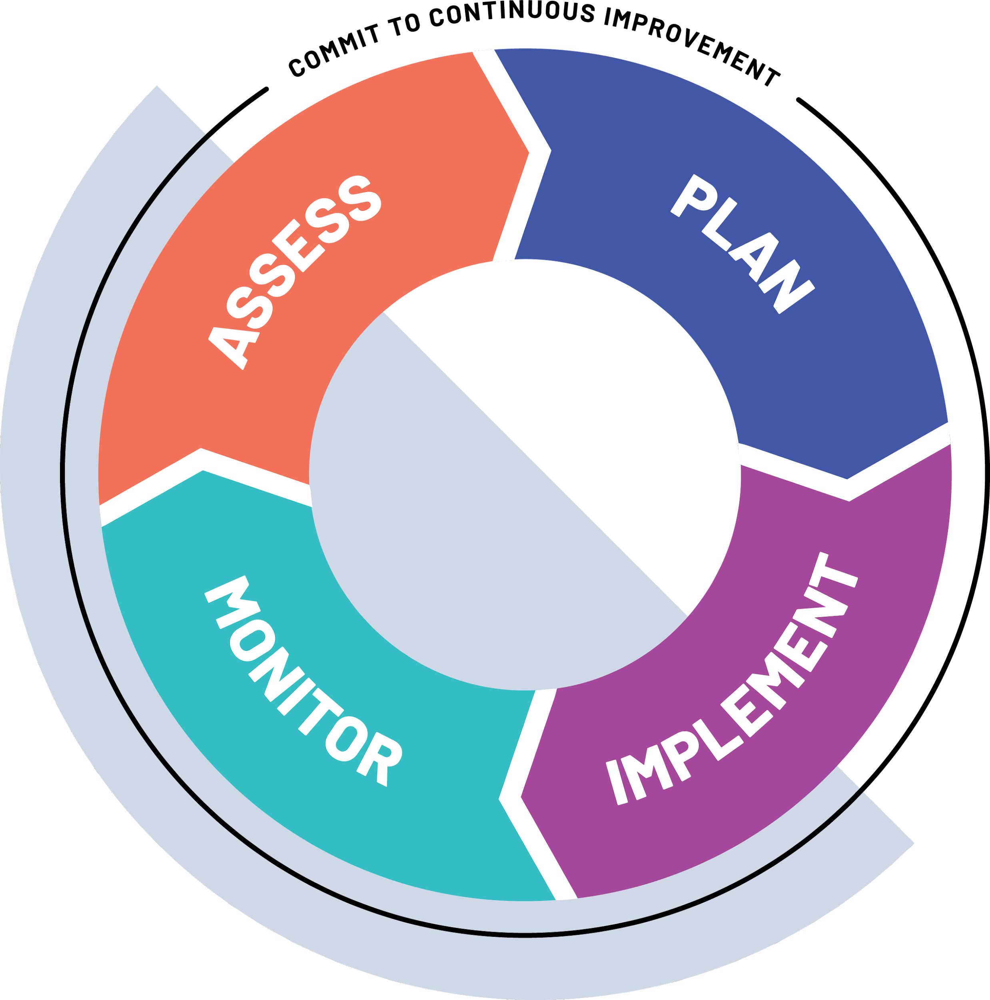 COMMIT TO CONTINUOUS IMPROVEMENT
ASSESS
PLAN
IMPLEMENT
MONITOR